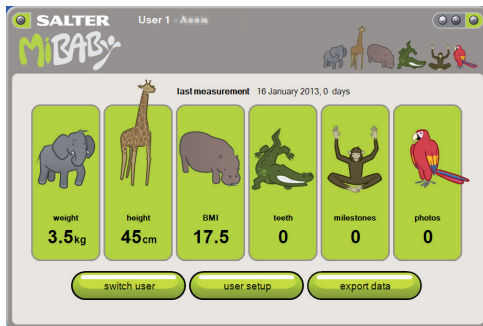 SALTER User 1 -
MiBABy
last measurement 16 January 2013, 0 days
weight height BMI teeth milestones photos
3.5kg 45cm 17.5 0 0 0
switch user user setup export data